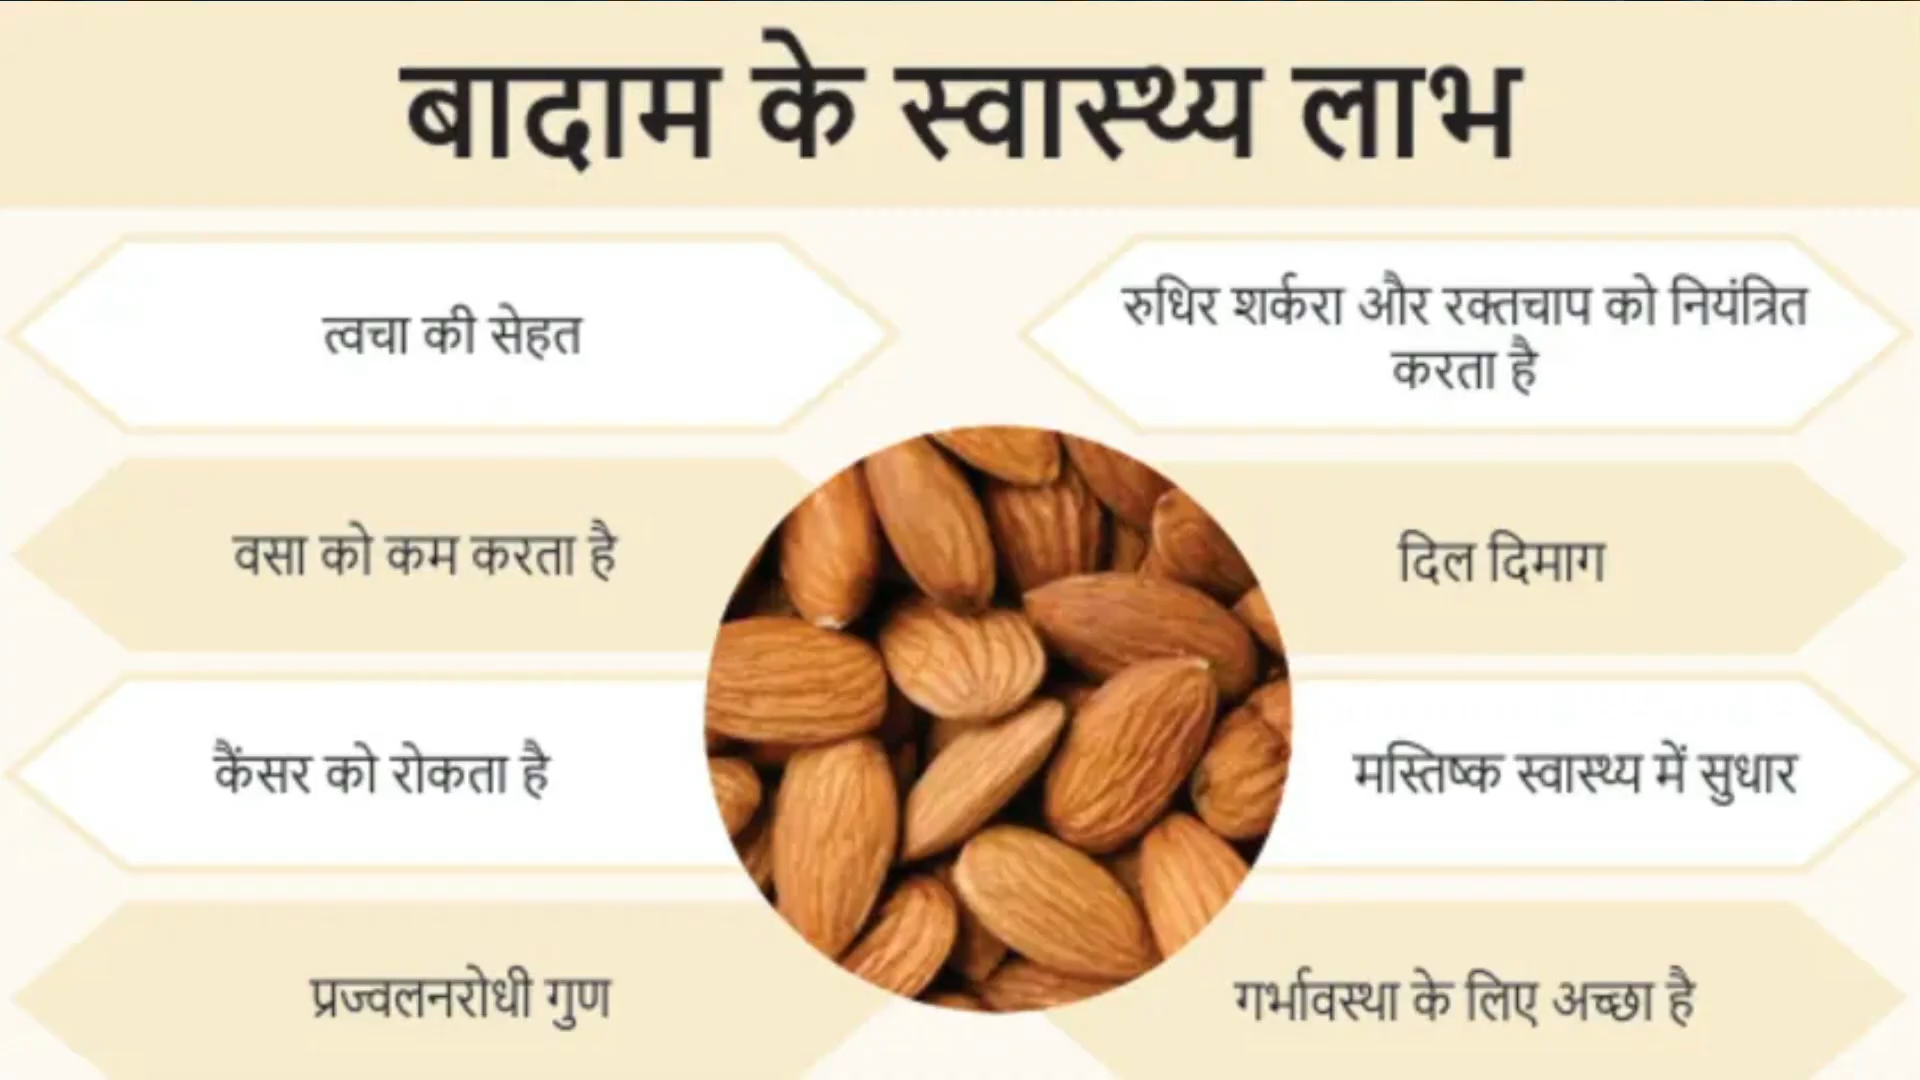 बादाम के स्वास्थ्य लाभ
त्वचा की सेहत
रुधिर शर्करा और रक्तचाप को नियंत्रित
करता है
वसा को कम करता है
दिल दिमाग
कैंसर को रोकता है
मस्तिष्क स्वास्थ्य में सुधार
प्रज्वलनरोधी गुण
गर्भावस्था के लिए अच्छा है